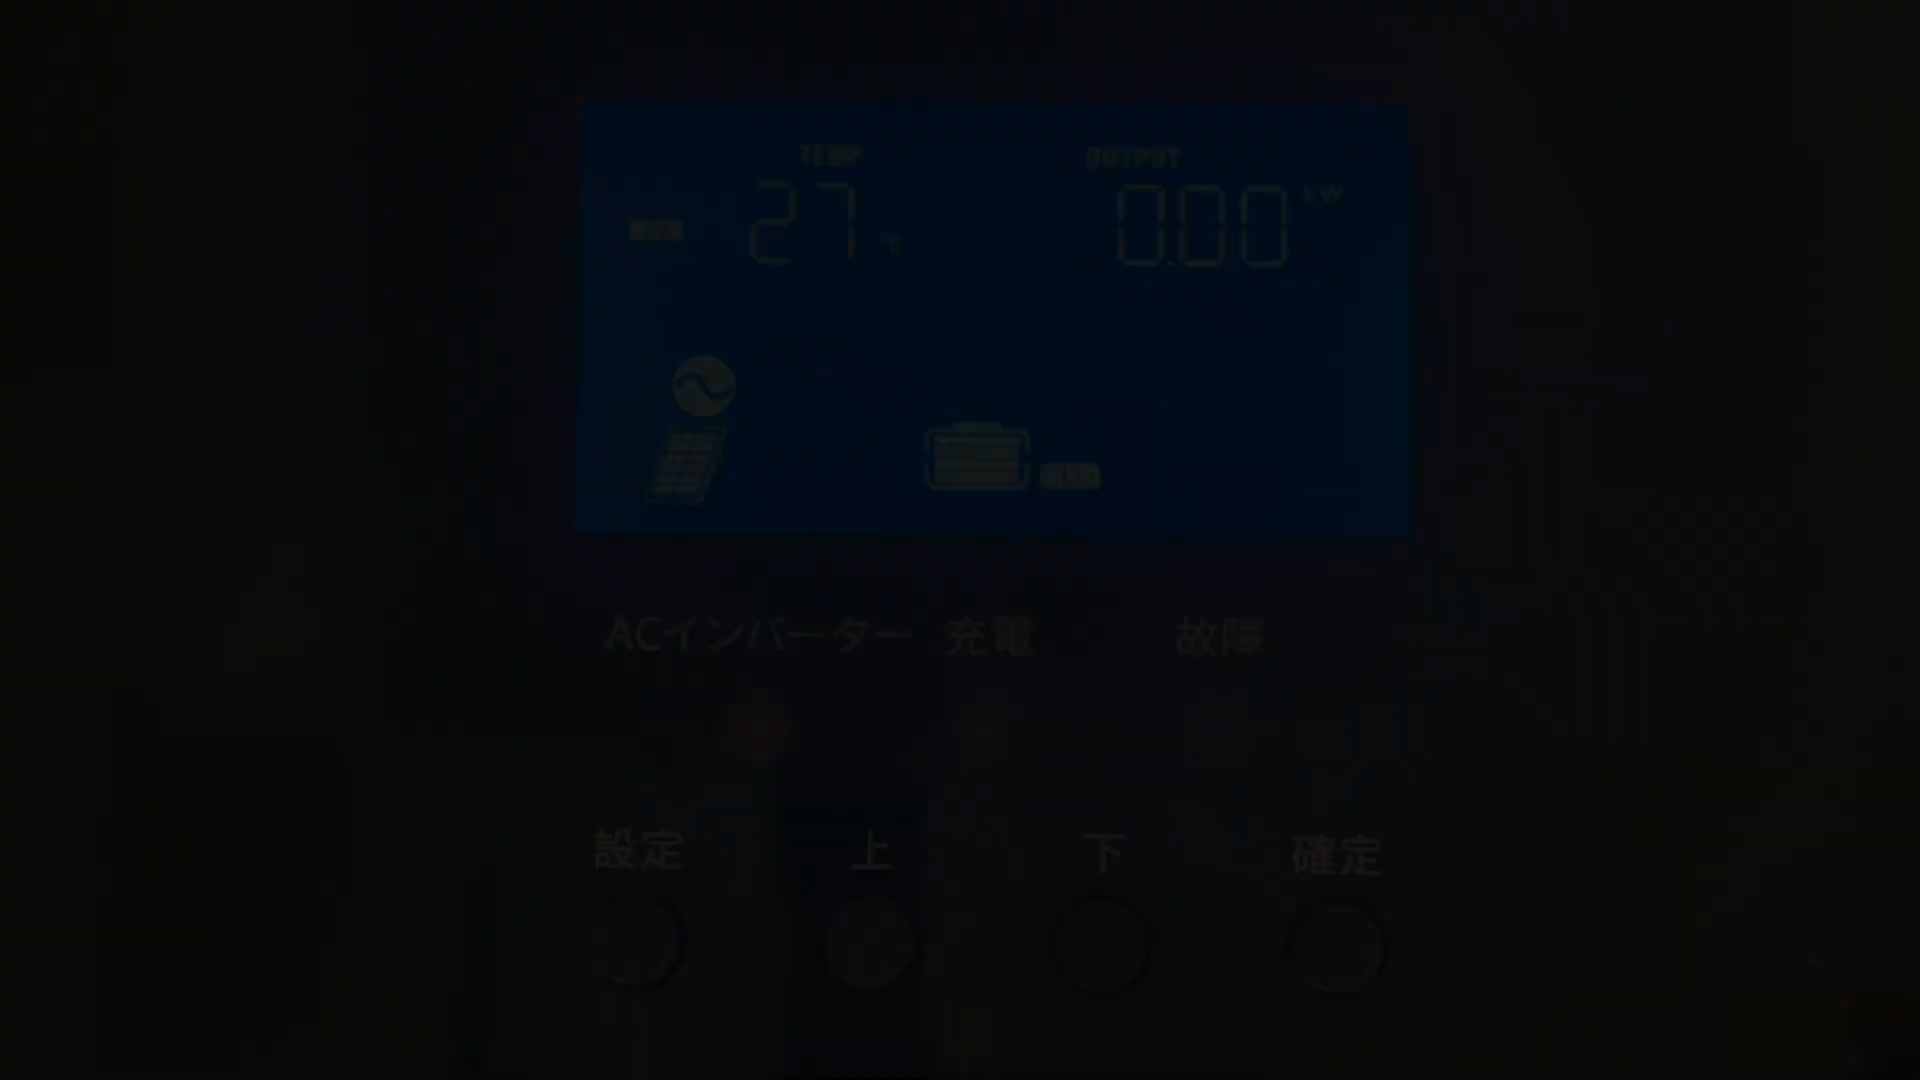 TEMP OUTPUT
27 ℃ 0.00 kW
ACインバーター 充電 故障
設定 上 下 確定